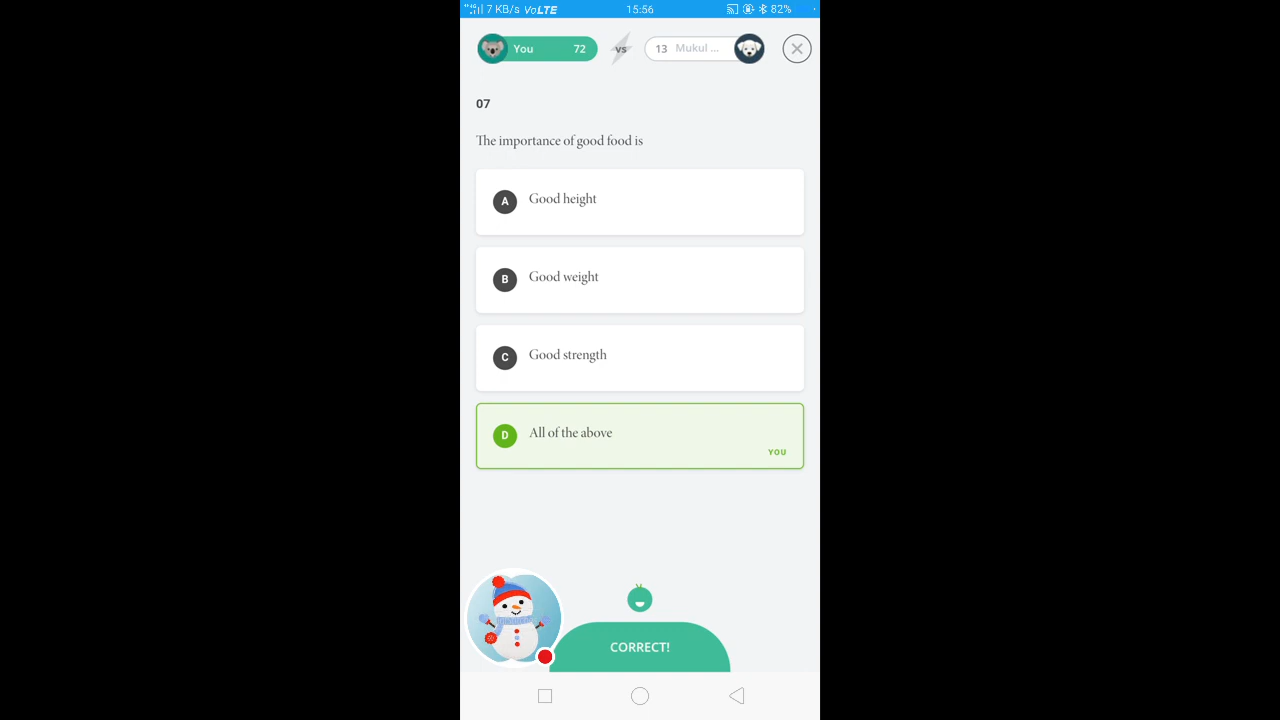 7 KB/s VoLTE 15:56 82%
You 72 vs 13 Mukul ...
07
The importance of good food is
A Good height
B Good weight
C Good strength
D All of the above
YOU
CORRECT!